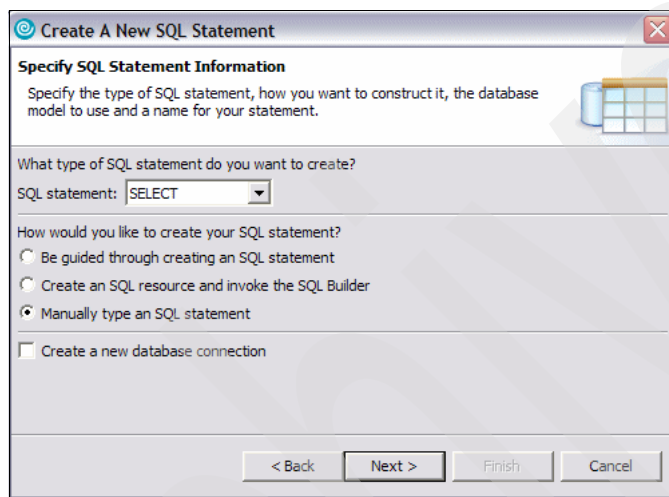 Create A New SQL Statement
Specify SQL Statement Information
Specify the type of SQL statement, how you want to construct it, the database
model to use and a name for your statement.
What type of SQL statement do you want to create?
SQL statement: SELECT
How would you like to create your SQL statement?
Be guided through creating an SQL statement
Create an SQL resource and invoke the SQL Builder
Manually type an SQL statement
Create a new database connection
< Back Next > Finish Cancel